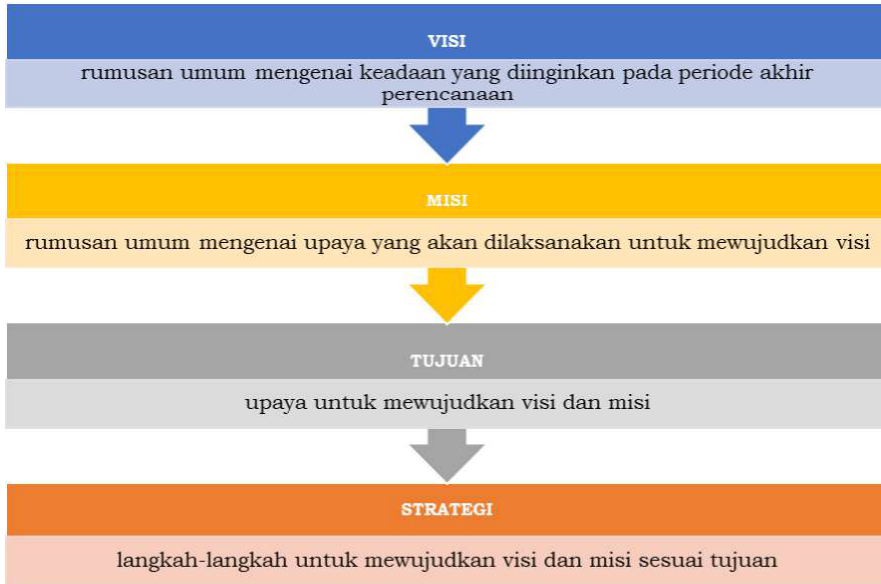 VISI
rumusan umum mengenai keadaan yang diinginkan pada periode akhir
perencanaan
MISI
rumusan umum mengenai upaya yang akan dilaksanakan untuk mewujudkan visi
TUJUAN
upaya untuk mewujudkan visi dan misi
STRATEGI
langkah-langkah untuk mewujudkan visi dan misi sesuai tujuan